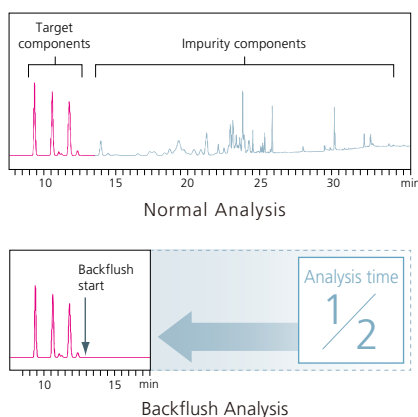 Target
components
Impurity components
10 15 20 25 30 min
Normal Analysis
Backflush
start
Analysis time
1/2
10 15 min
Backflush Analysis